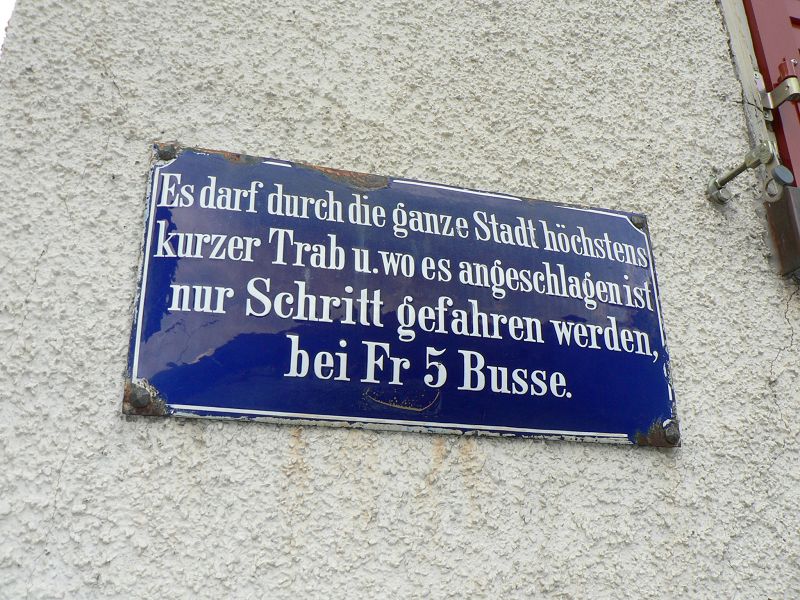 Es darf durch die ganze Stadt höchstens
kurzer Trab u. wo es angeschlagen ist
nur Schritt gefahren werden,
bei Fr 5 Busse.